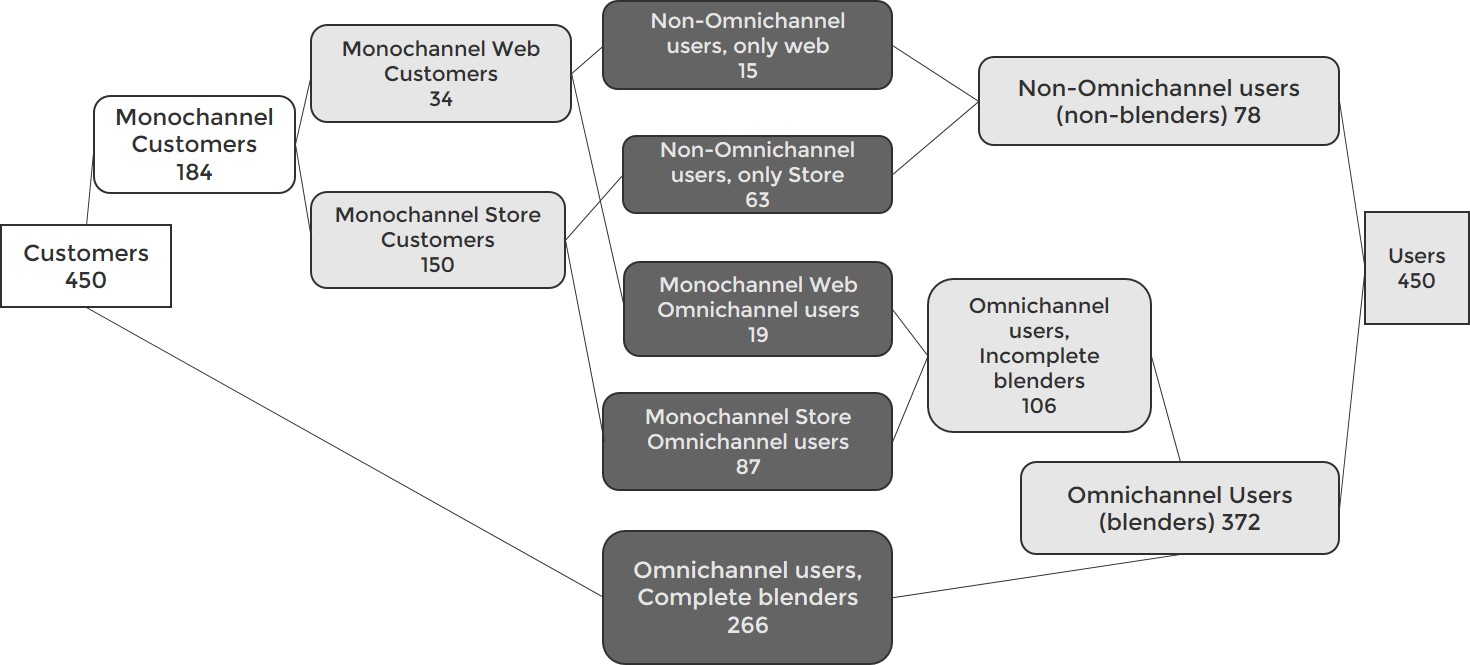 Customers
450
Monochannel
Customers
184
Monochannel Web
Customers
34
Monochannel Store
Customers
150
Non-Omnichannel
users, only web
15
Non-Omnichannel
users, only Store
63
Monochannel Web
Omnichannel users
19
Monochannel Store
Omnichannel users
87
Omnichannel users,
Complete blenders
266
Non-Omnichannel users
(non-blenders) 78
Omnichannel
users,
Incomplete
blenders
106
Omnichannel Users
(blenders) 372
Users
450